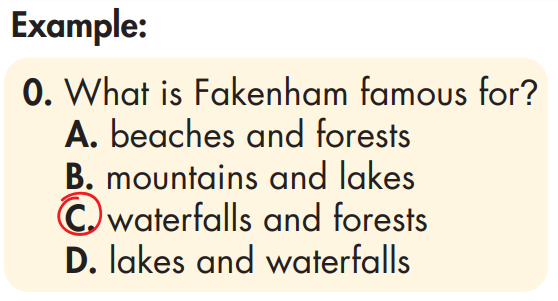 Example:
0. What is Fakenham famous for?
A. beaches and forests
B. mountains and lakes
C. waterfalls and forests
D. lakes and waterfalls